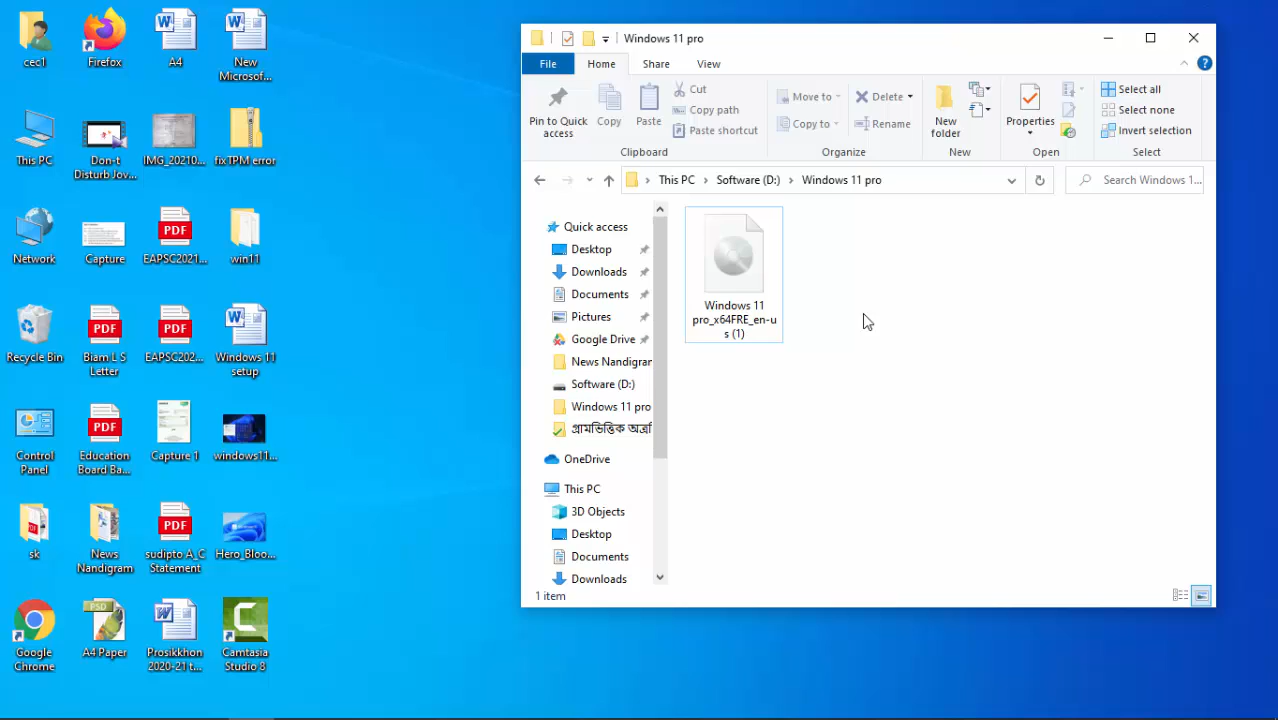 cec1
Firefox
A4
New
Microsof...
This PC
Don-t
Disturb Jov...
IMG_20210...
fixTPM error
Network
Capture
PDF
EAPSC2021...
win11
Recycle Bin
PDF
Biam L S
Letter
PDF
EAPSC202...
Windows 11
setup
Control
Panel
PDF
Education
Board Ba...
Capture 1
windows11...
sk
News
Nandigram
PDF
sudipto A_C
Statement
Hero_Bloo...
Google
Chrome
PSD
A4 Paper
Prosikkhon
2020-21 t...
Camtasia
Studio 8
Windows 11 pro
File Home Share View
Pin to Quick
access
Copy
Paste
Cut
Copy path
Paste shortcut
Clipboard
Move to
Copy to
Delete
Rename
Organize
New
folder
New
Properties
Open
Select all
Select none
Invert selection
Select
This PC > Software (D:) > Windows 11 pro
Search Windows 1...
Quick access
Desktop
Downloads
Documents
Pictures
Google Drive
News Nandigran
Software (D:)
Windows 11 pro
OneDrive
This PC
3D Objects
Desktop
Documents
Downloads
Windows 11
pro_x64FRE_en-u
s (1)
1 item